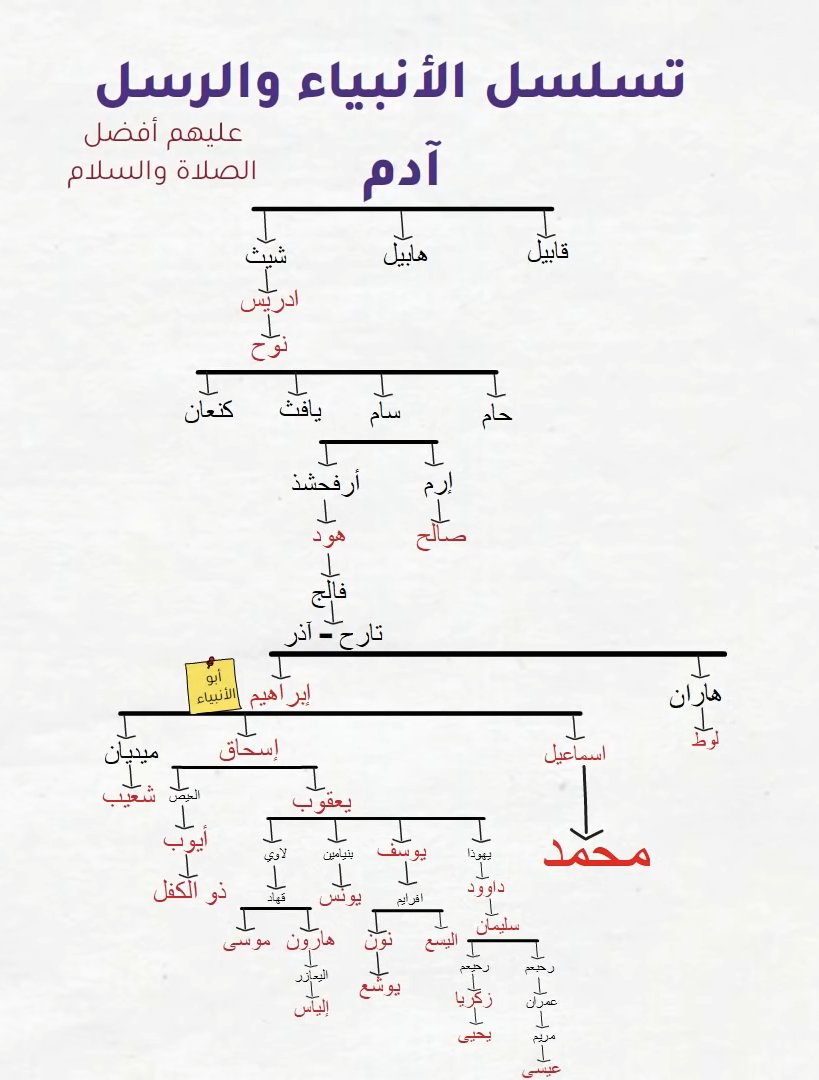 تسلسل الأنبياء والرسل
عليهم أفضل
الصلاة والسلام
آدم
قابيل
هابيل
شيث
ادريس
نوح
حام
سام
يافث
كنعان
إرم
أرفحشذ
صالح
هود
فالج
تارح - آذر
هاران
إبراهيم
أبو
الأنبياء
لوط
اسماعيل
إسحاق
ميديان
شعيب
محمد
يعقوب
العيص
أيوب
ذو الكفل
يهوذا
يوسف
بنيامين
لاوي
داوود
افرايم
يونس
قهاد
سليمان
اليسع
نون
هارون
موسى
رحبعم
رحيعم
يوشع
اليعازر
عمران
زكريا
إلياس
مريم
يحيى
عيسى